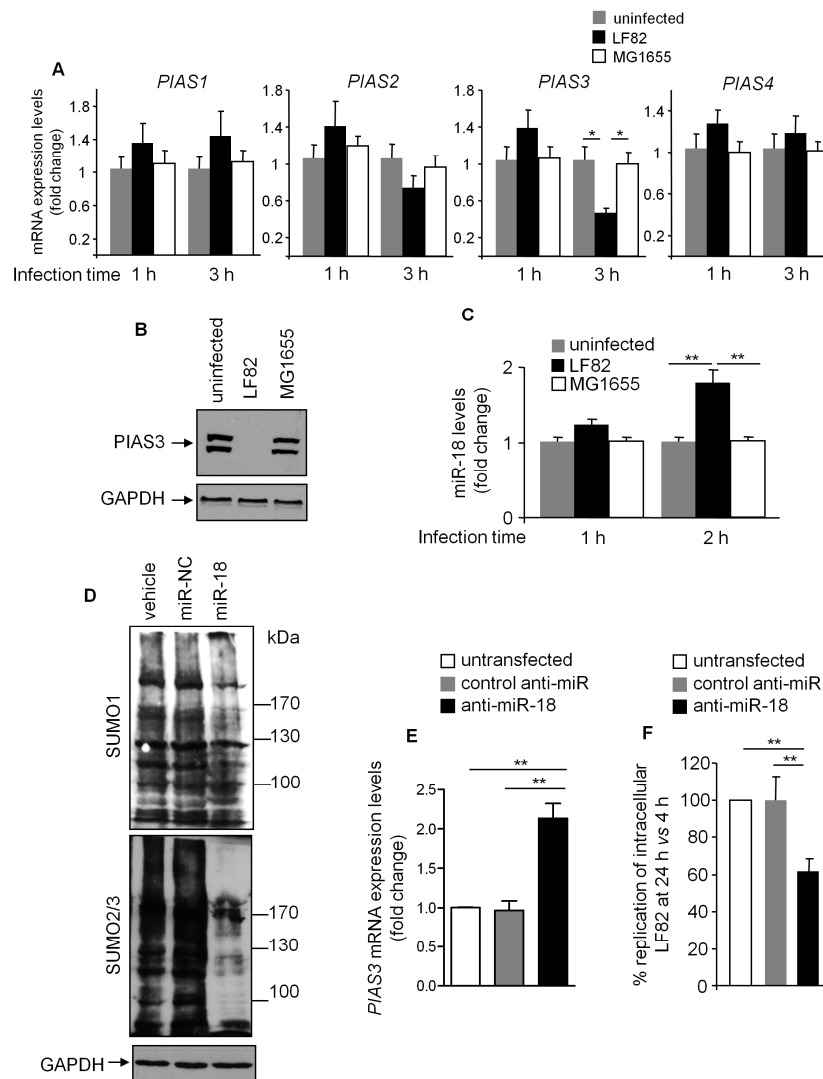 uninfected
LF82
MG1655
A
PIAS1
PIAS2
PIAS3
PIAS4
mRNA expression levels
(fold change)
1.8
1.4
1
0.6
0.2
1.8
1.4
1
0.6
0.2
1.8
1.4
1
0.6
0.2
* *
1.8
1.4
1
0.6
0.2
Infection time 1 h 3 h 1 h 3 h 1 h 3 h 1 h 3 h
B
uninfected
LF82
MG1655
PIAS3
GAPDH
C
uninfected
LF82
MG1655
miR-18 levels
(fold change)
2
1
0
** **
Infection time 1 h 2 h
D
vehicle
miR-NC
miR-18
kDa
SUMO1
170
130
100
SUMO2/3
170
130
100
GAPDH
untransfected
control anti-miR
anti-miR-18
E
PIAS3 mRNA expression levels
(fold change)
2.5
2.0
1.5
1.0
0.5
0.0
**
**
untransfected
control anti-miR
anti-miR-18
F
% replication of intracellular
LF82 at 24 h vs 4 h
120
100
80
60
40
20
0
**
**